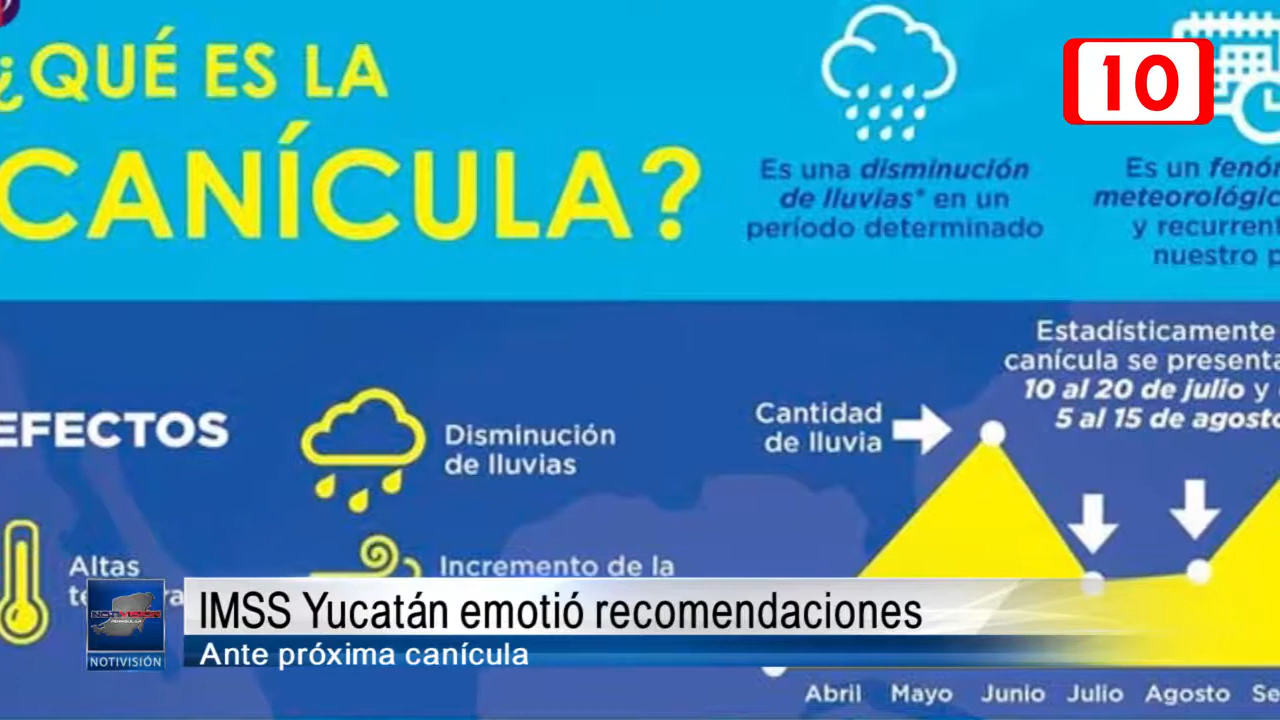 ¿QUÉ ES LA
CANÍCULA?
10
Es una disminución
de lluvias* en un
período determinado
Es un
meteorológic
y recurren
nuestro
Estadísticamente
canícula se presenta
10 al 20 de julio y
5 al 15 de agosto
EFECTOS
Disminución
de lluvias
Cantidad
de lluvia
Altas
Incremento de la
IMSS Yucatán emotió recomendaciones
Ante próxima canícula
NOTIVISIÓN
Abril Mayo Junio Julio Agosto Se